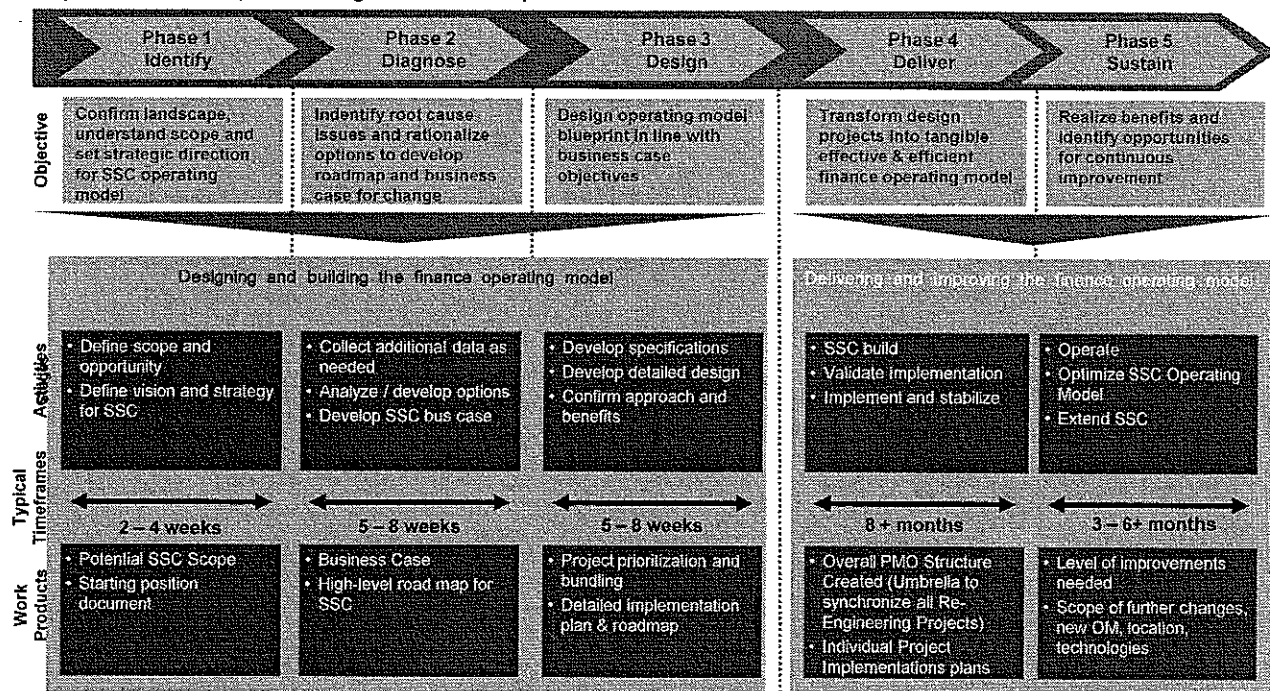 Phase 1
Identify
Phase 2
Diagnose
Phase 3
Design
Phase 4
Deliver
Phase 5
Sustain
Objective
Confirm landscape,
understand scope and
set strategic direction
for SSC operating
model
Indentify root cause
issues and rationalize
options to develop
roadmap and business
case for change
Design operating model
blueprint in line with
business case
objectives
Transform design
projects into tangible
effective & efficient
finance operating model
Realize benefits and
identify opportunities
for continuous
improvement
Designing and building the finance operating model
Delivering and improving the finance operating model
Activities
• Define scope and
opportunity
• Define vision and strategy
for SSC
• Collect additional data as
needed
• Analyze / develop options
• Develop SSC bus case
• Develop specifications
• Develop detailed design
• Confirm approach and
benefits
• SSC build
• Validate implementation
• Implement and stabilize
• Operate
• Optimize SSC Operating
Model
• Extend SSC
Typical
Timeframes
2 – 4 weeks
5 – 8 weeks
5 – 8 weeks
8 + months
3 – 6+ months
Work
Products
• Potential SSC Scope
• Starting position
document
• Business Case
• High-level road map for
SSC
• Project prioritization and
bundling
• Detailed implementation
plan & roadmap
• Overall PMO Structure
Created (Umbrella to
synchronize all Re-
Engineering Projects)
• Individual Project
Implementations plans
• Level of improvements
needed
• Scope of further changes,
new OM, location,
technologies